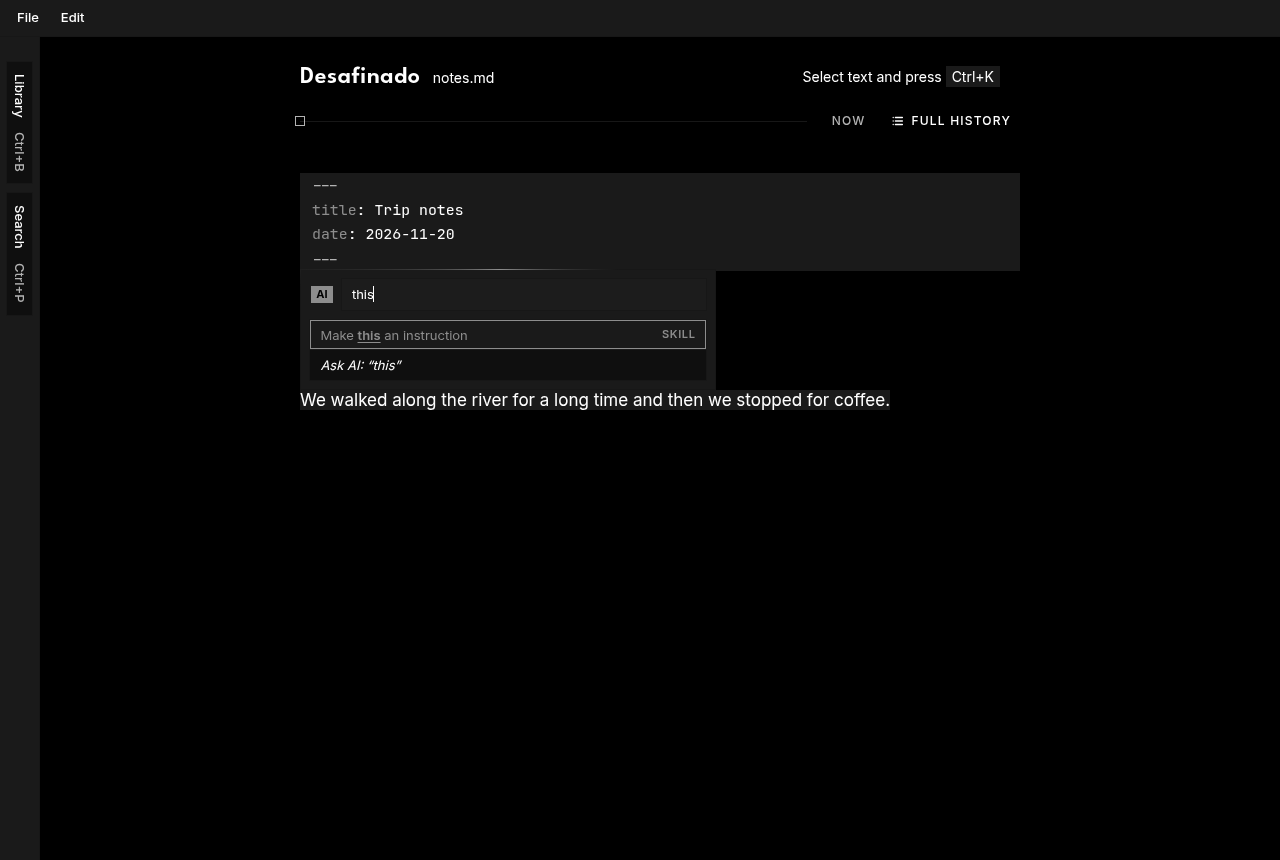 File Edit
Library Ctrl+B
Search Ctrl+P
Desafinado notes.md Select text and press Ctrl+K
NOW FULL HISTORY
---
title: Trip notes
date: 2026-11-20
---
AI this
Make this an instruction SKILL
Ask AI: “this”
We walked along the river for a long time and then we stopped for coffee.